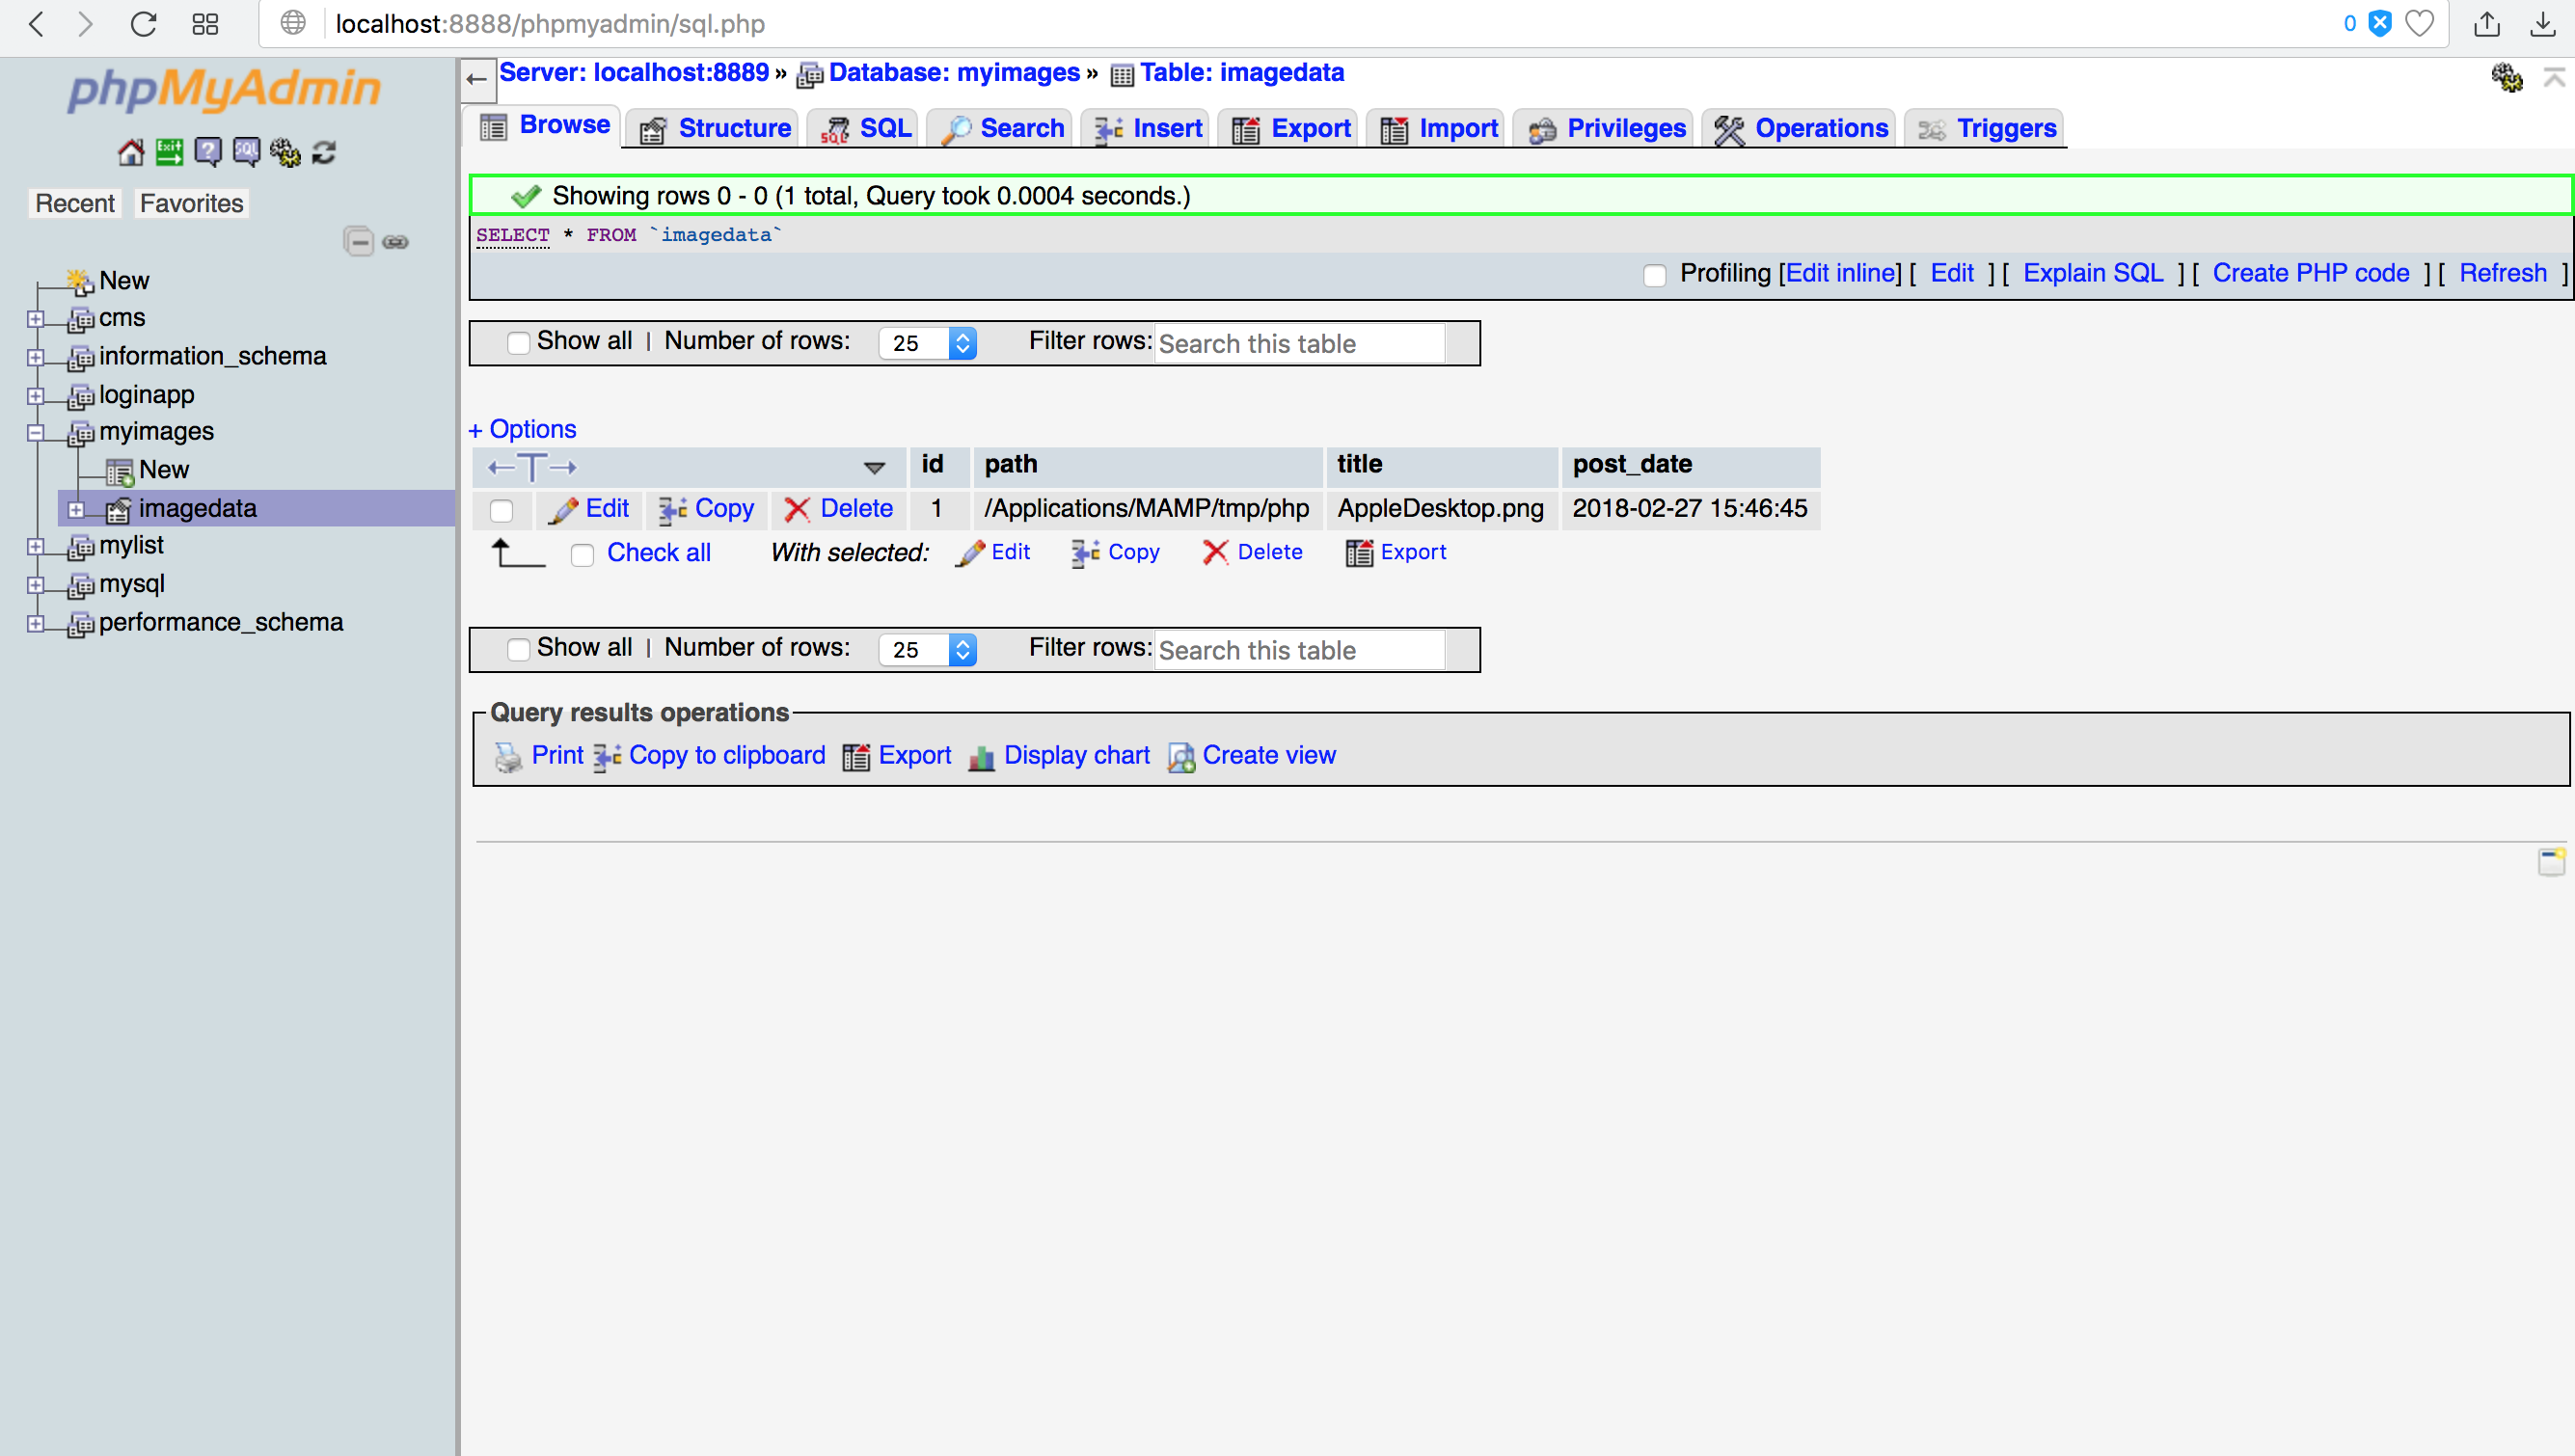 localhost:8888/phpmyadmin/sql.php
0
phpMyAdmin
Exit
?
SQL
Recent
Favorites
New
cms
information_schema
loginapp
myimages
New
imagedata
mylist
mysql
performance_schema
Server: localhost:8889 » Database: myimages » Table: imagedata
Browse Structure SQL Search Insert Export Import Privileges Operations Triggers
Showing rows 0 - 0 (1 total, Query took 0.0004 seconds.)
SELECT * FROM `imagedata`
Profiling [Edit inline] [ Edit ] [ Explain SQL ] [ Create PHP code ] [ Refresh ]
Show all | Number of rows: 25 Filter rows: Search this table
+ Options
←T→ id path title post_date
Edit Copy Delete 1 /Applications/MAMP/tmp/php AppleDesktop.png 2018-02-27 15:46:45
Check all With selected: Edit Copy Delete Export
Show all | Number of rows: 25 Filter rows: Search this table
Query results operations
Print Copy to clipboard Export Display chart Create view